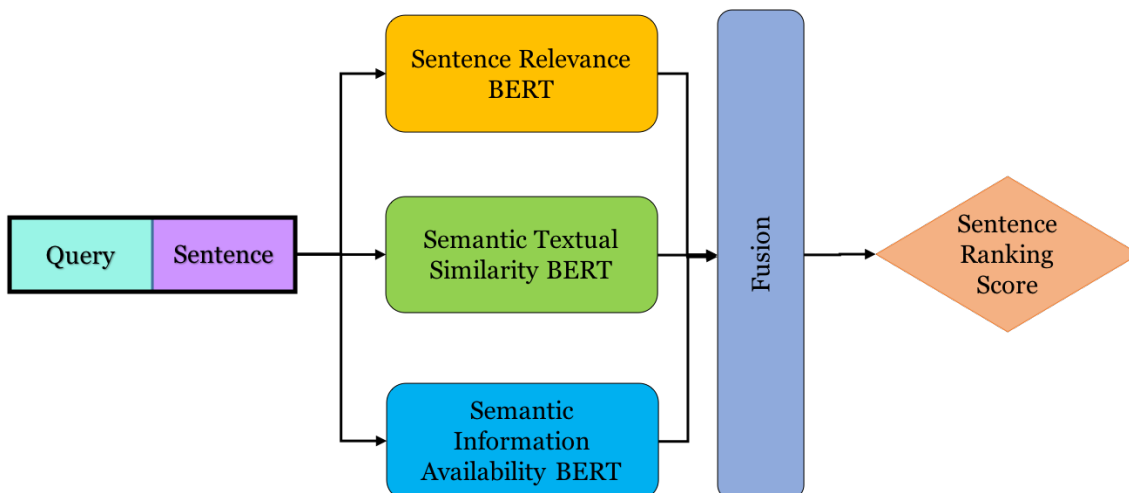 Sentence Relevance
BERT
Query
Sentence
Semantic Textual
Similarity BERT
Semantic
Information
Availability BERT
Fusion
Sentence
Ranking
Score